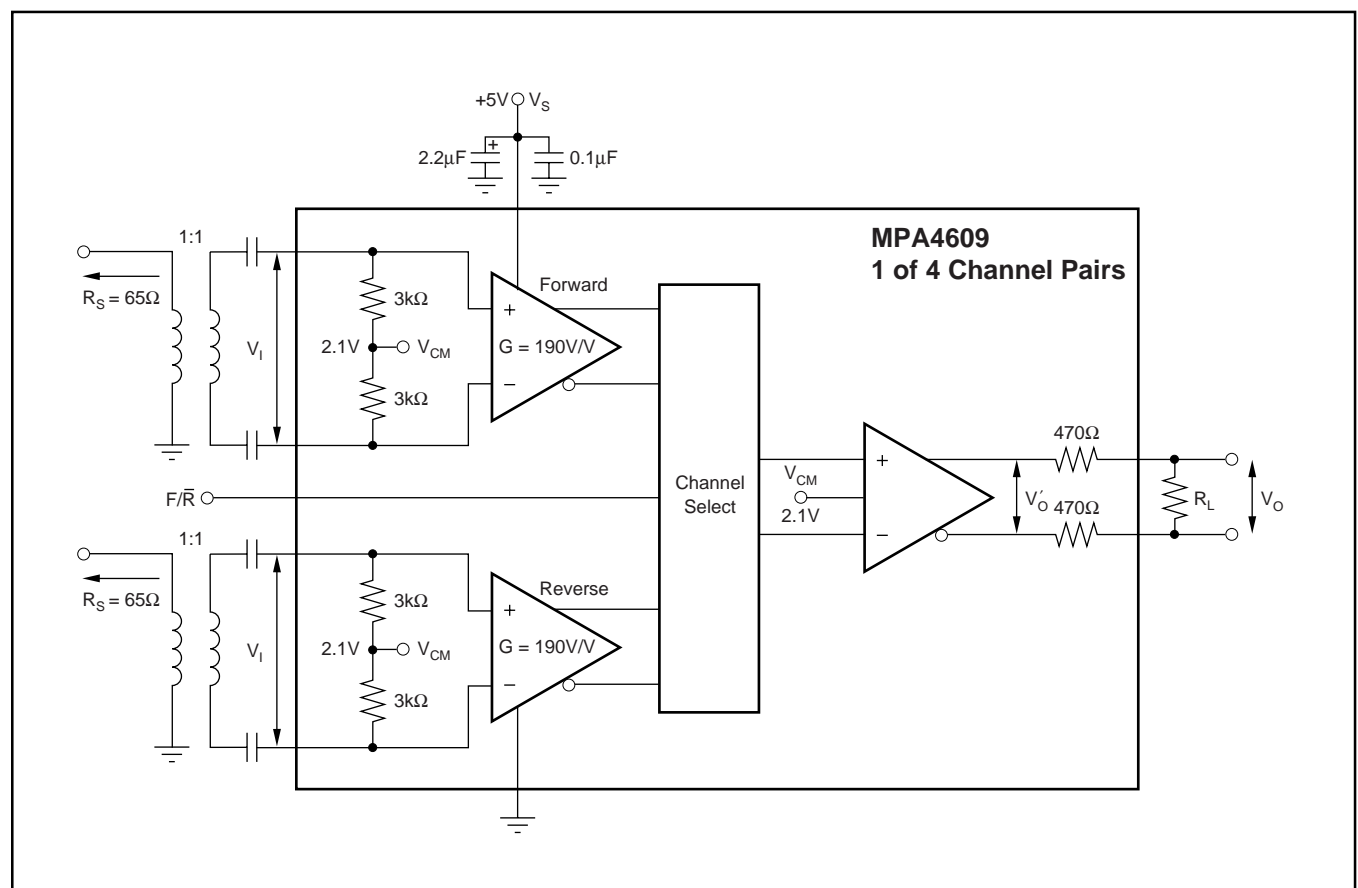 +5V V_S
2.2μF + 0.1μF
MPA4609
1 of 4 Channel Pairs
1:1
R_S = 65Ω
V_I
3kΩ
2.1V V_CM
3kΩ
+
−
Forward
G = 190V/V
F/R̅
Channel
Select
V_CM
2.1V
+
−
V′_O
470Ω
470Ω
R_L
V_O
1:1
R_S = 65Ω
V_I
3kΩ
2.1V V_CM
3kΩ
+
−
Reverse
G = 190V/V